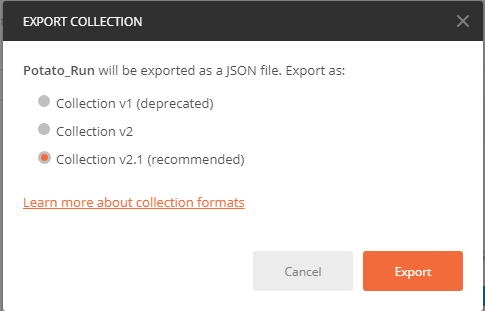 EXPORT COLLECTION
Potato_Run will be exported as a JSON file. Export as:
Collection v1 (deprecated)
Collection v2
Collection v2.1 (recommended)
Learn more about collection formats
Cancel
Export